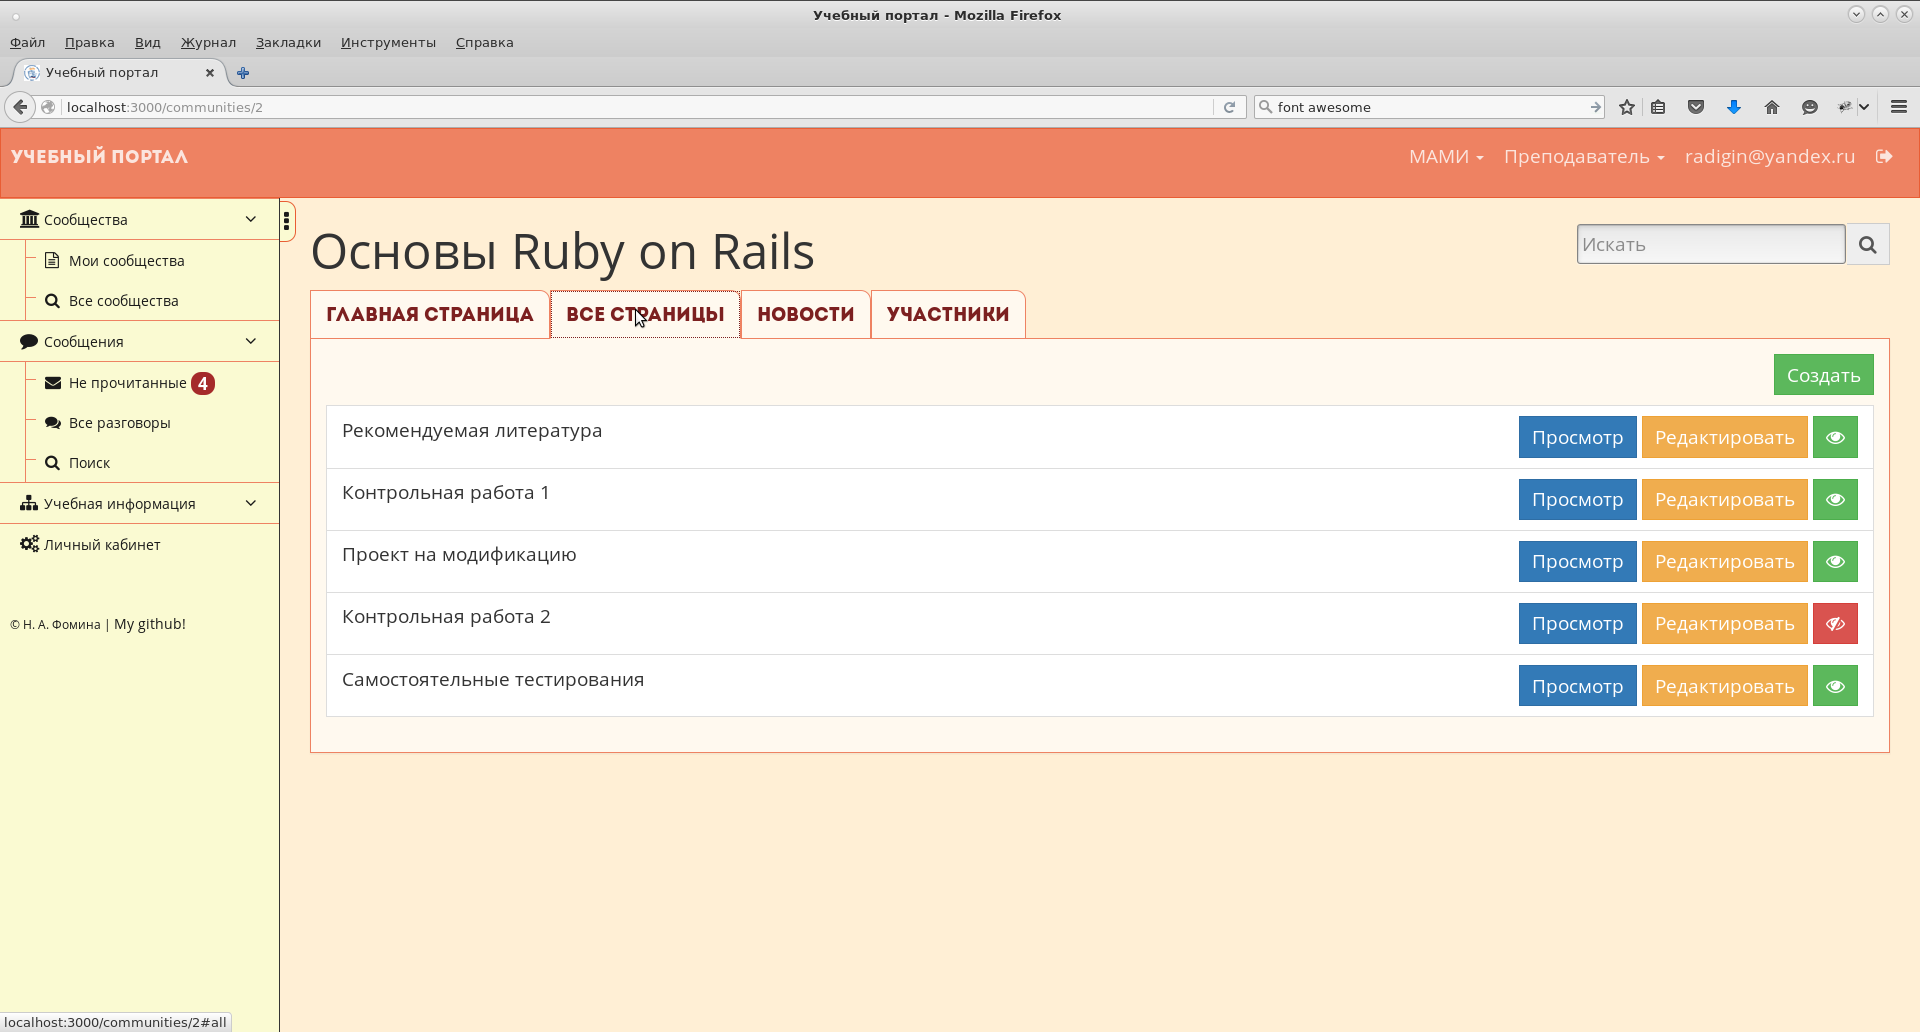 Учебный портал - Mozilla Firefox
Файл Правка Вид Журнал Закладки Инструменты Справка
Учебный портал
localhost:3000/communities/2
font awesome
УЧЕБНЫЙ ПОРТАЛ
МАМИ Преподаватель radigin@yandex.ru
Сообщества
Мои сообщества
Все сообщества
Сообщения
Не прочитанные 4
Все разговоры
Поиск
Учебная информация
Личный кабинет
© Н. А. Фомина | My github!
Основы Ruby on Rails
Искать
ГЛАВНАЯ СТРАНИЦА ВСЕ СТРАНИЦЫ НОВОСТИ УЧАСТНИКИ
Создать
Рекомендуемая литература Просмотр Редактировать
Контрольная работа 1 Просмотр Редактировать
Проект на модификацию Просмотр Редактировать
Контрольная работа 2 Просмотр Редактировать
Самостоятельные тестирования Просмотр Редактировать
localhost:3000/communities/2#all